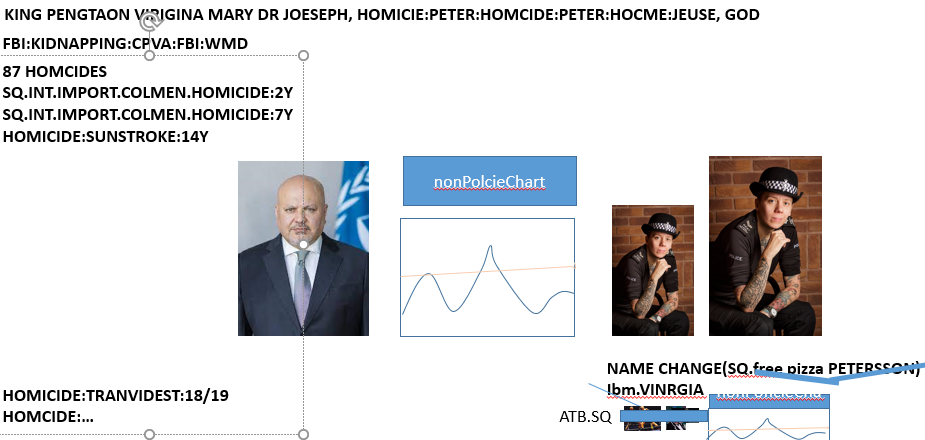 KING PENGTAON VIRIGINA MARY DR JOESEPH, HOMICIE:PETER:HOMCIDE:PETER:HOCME:JEUSE, GOD
FBI:KIDNAPPING:CPVA:FBI:WMD
87 HOMCIDES
SQ.INT.IMPORT.COLMEN.HOMICIDE:2Y
SQ.INT.IMPORT.COLMEN.HOMICIDE:7Y
HOMICIDE:SUNSTROKE:14Y
nonPolcieChart
POLICE
HOMICIDE:TRANVIDEST:18/19
HOMCIDE:...
NAME CHANGE(SQ.free pizza PETERSSON)
Ibm.VINRGIA
ATB.SQ